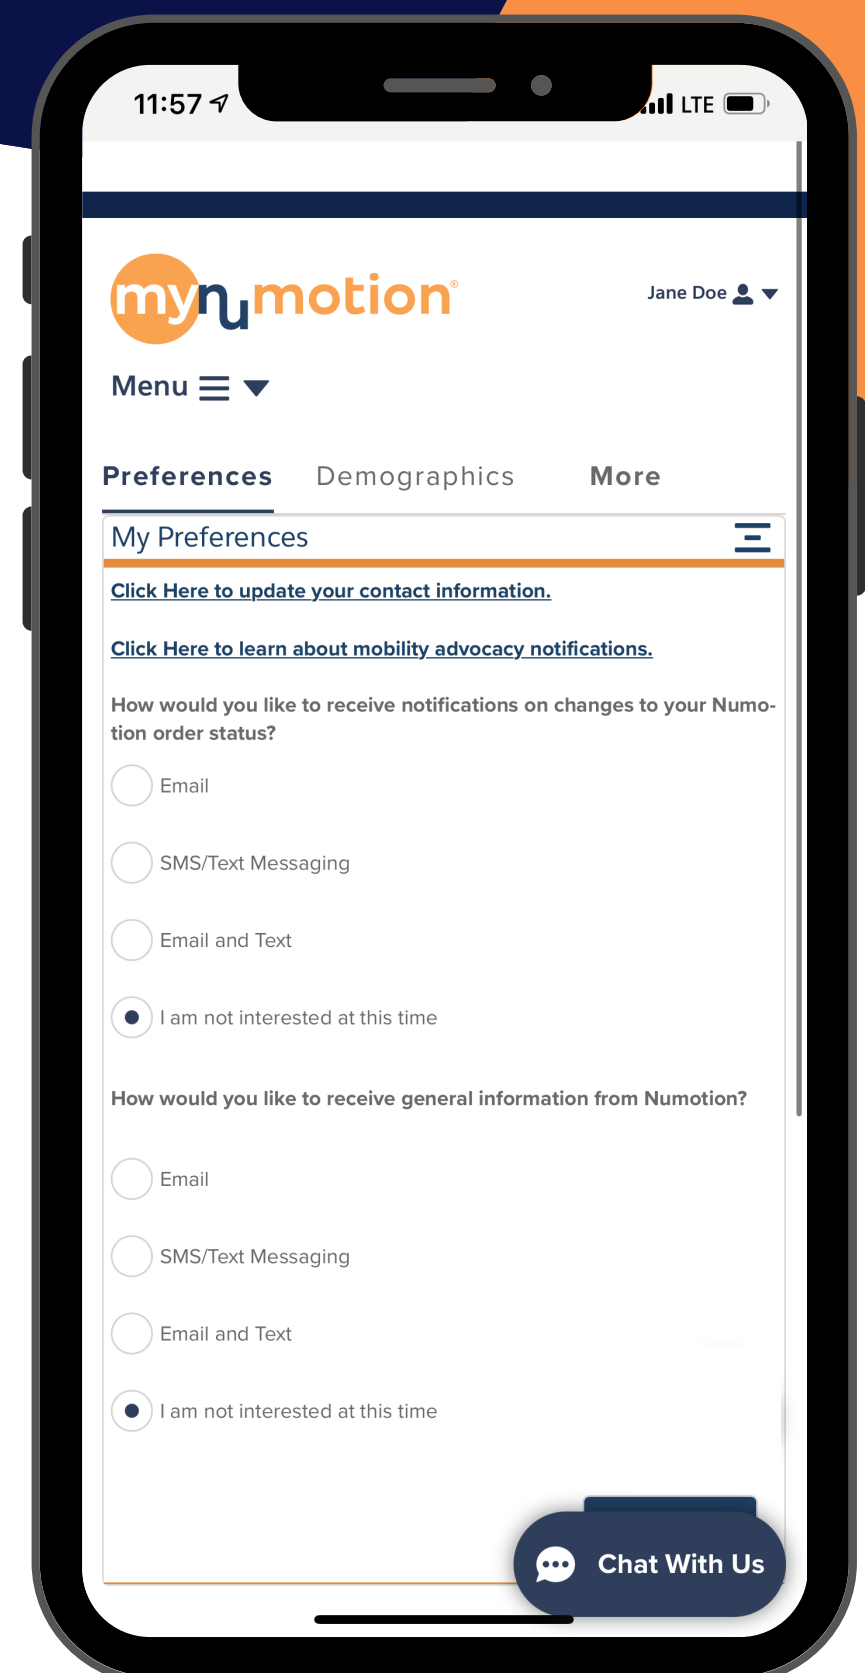 11:57 LTE
mynumotion®
Jane Doe
Menu
Preferences Demographics More
My Preferences
Click Here to update your contact information.
Click Here to learn about mobility advocacy notifications.
How would you like to receive notifications on changes to your Numo-
tion order status?
Email
SMS/Text Messaging
Email and Text
I am not interested at this time
How would you like to receive general information from Numotion?
Email
SMS/Text Messaging
Email and Text
I am not interested at this time
Chat With Us